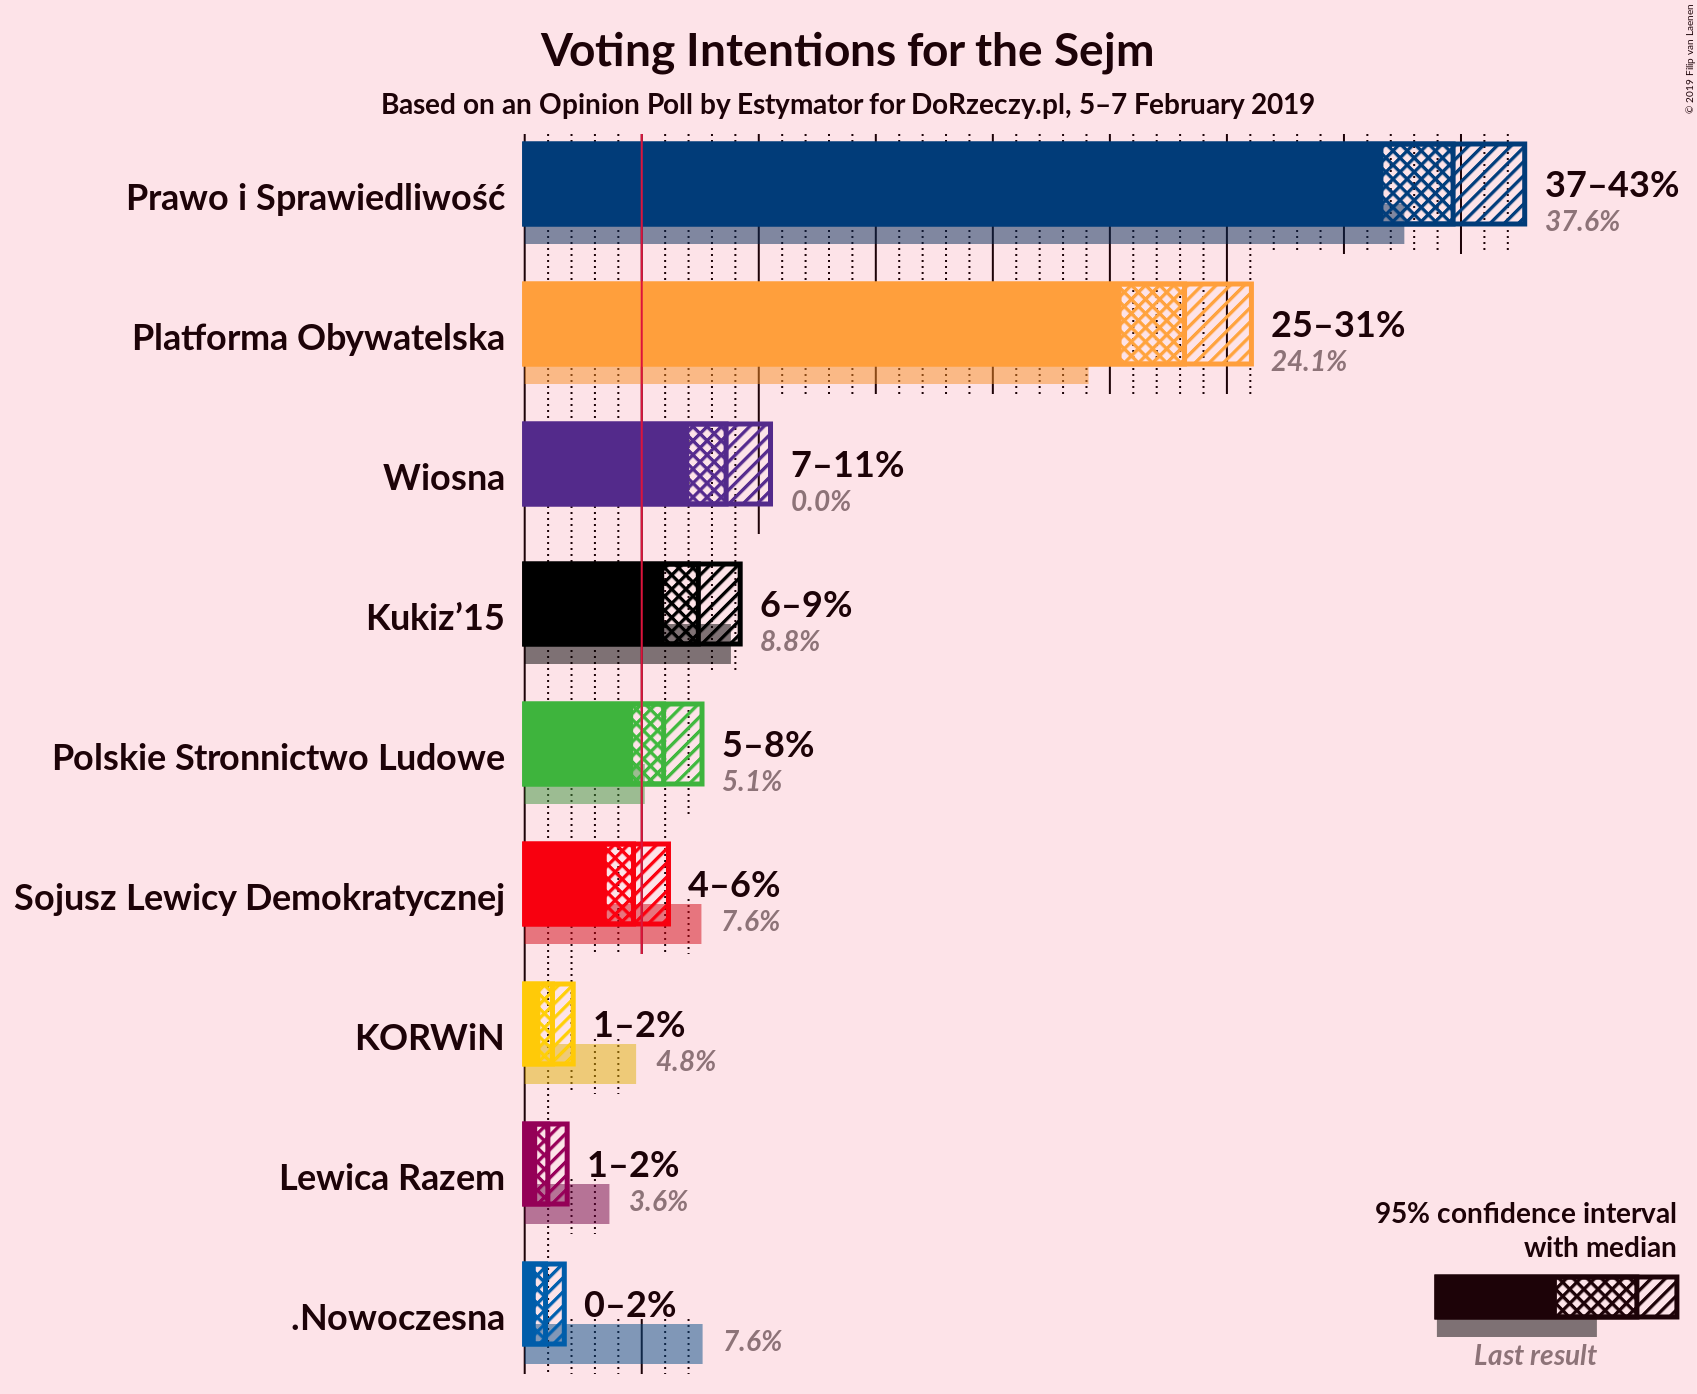 Voting Intentions for the Sejm
Based on an Opinion Poll by Estymator for DoRzeczy.pl, 5–7 February 2019
© 2019 Filip van Laenen
Prawo i Sprawiedliwość
37–43%
37.6%
Platforma Obywatelska
25–31%
24.1%
Wiosna
7–11%
0.0%
Kukiz’15
6–9%
8.8%
Polskie Stronnictwo Ludowe
5–8%
5.1%
Sojusz Lewicy Demokratycznej
4–6%
7.6%
KORWiN
1–2%
4.8%
Lewica Razem
1–2%
3.6%
.Nowoczesna
0–2%
7.6%
95% confidence interval
with median
Last result